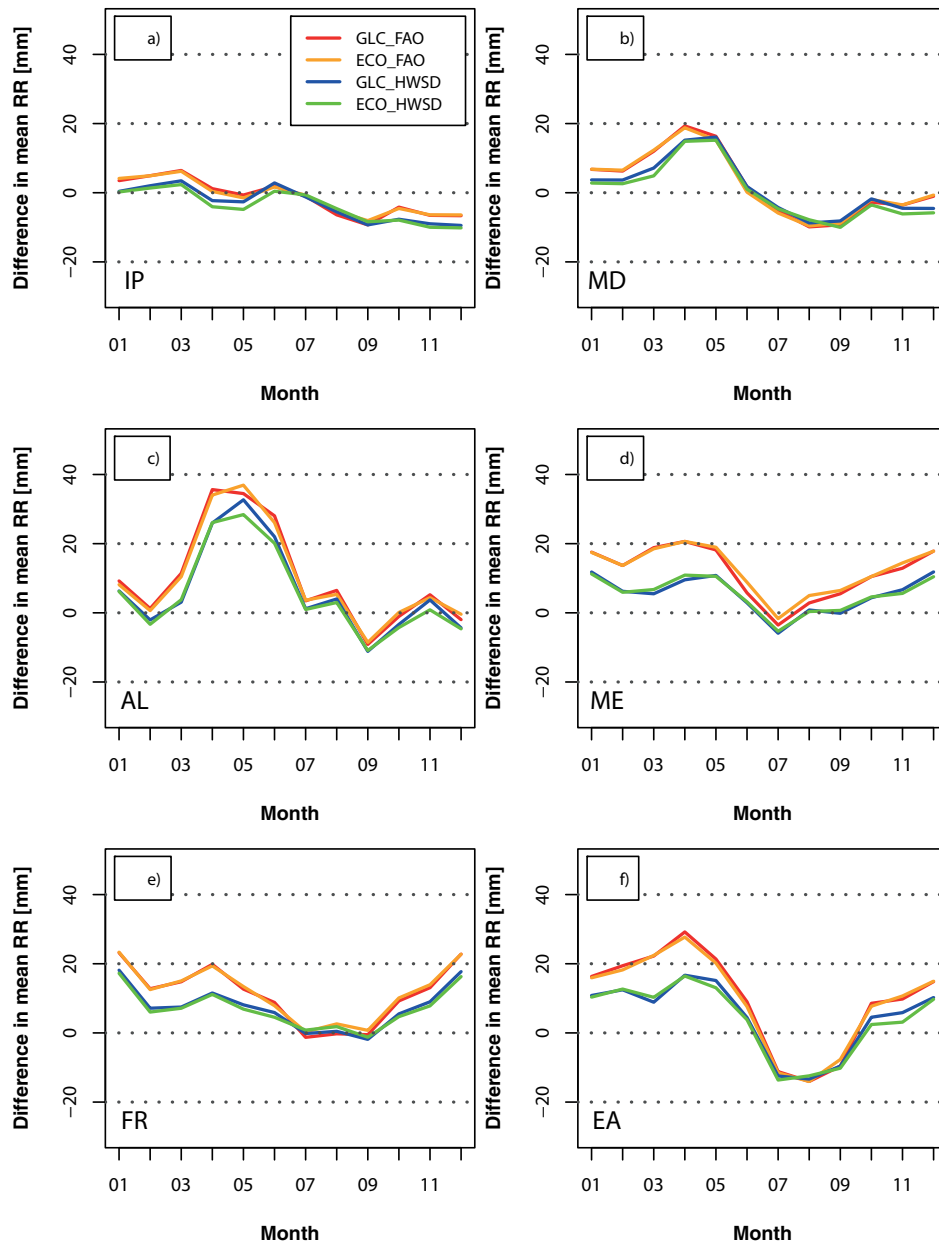 a)
GLC_FAO
ECO_FAO
GLC_HWSD
ECO_HWSD
Difference in mean RR [mm]
40
20
0
−20
IP
01 03 05 07 09 11
Month
b)
Difference in mean RR [mm]
40
20
0
−20
MD
01 03 05 07 09 11
Month
c)
Difference in mean RR [mm]
40
20
0
−20
AL
01 03 05 07 09 11
Month
d)
Difference in mean RR [mm]
40
20
0
−20
ME
01 03 05 07 09 11
Month
e)
Difference in mean RR [mm]
40
20
0
−20
FR
01 03 05 07 09 11
Month
f)
Difference in mean RR [mm]
40
20
0
−20
EA
01 03 05 07 09 11
Month